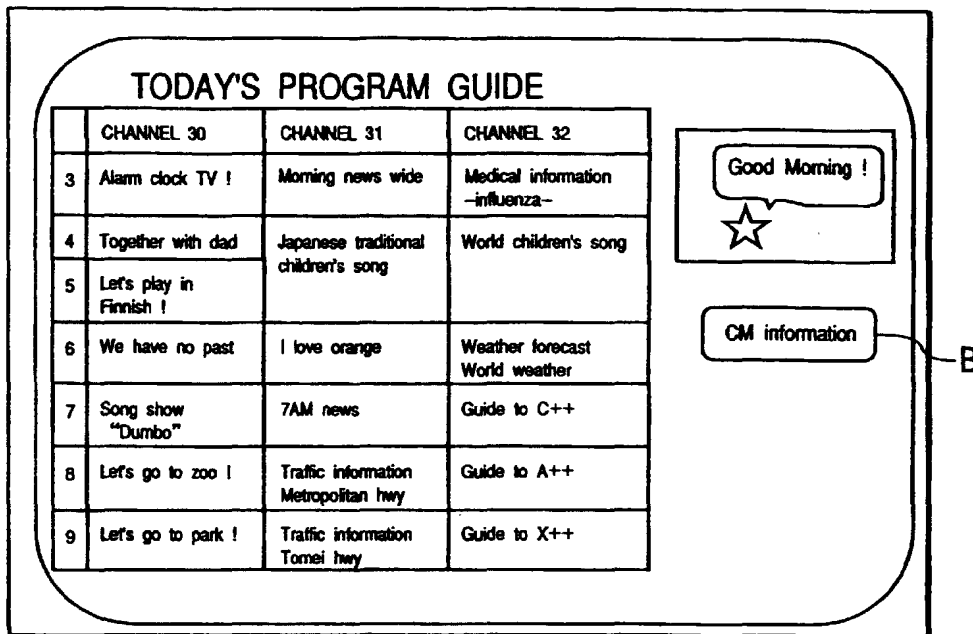 TODAY'S PROGRAM GUIDE
CHANNEL 30 CHANNEL 31 CHANNEL 32
3 Alarm clock TV ! Morning news wide Medical information
–influenza–
4 Together with dad Japanese traditional World children's song
children's song
5 Let's play in
Finnish !
6 We have no past I love orange Weather forecast
World weather
7 Song show 7AM news Guide to C++
“Dumbo”
8 Let's go to zoo ! Traffic information Guide to A++
Metropolitan hwy
9 Let's go to park ! Traffic information Guide to X++
Tomei hwy
Good Morning !
CM information
B